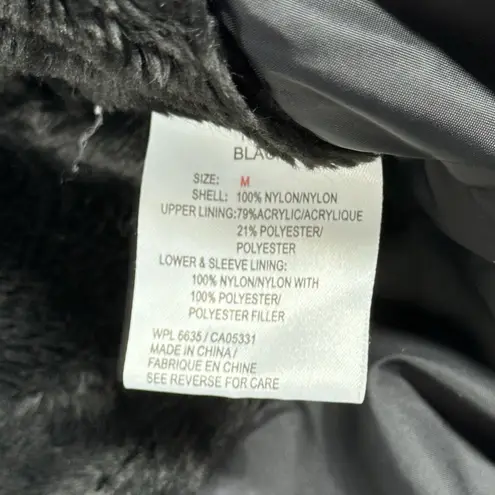 SIZE: M
SHELL: 100% NYLON/NYLON
UPPER LINING:79%ACRYLIC/ACRYLIQUE
21% POLYESTER/
POLYESTER
LOWER & SLEEVE LINING:
100% NYLON/NYLON WITH
100% POLYESTER/
POLYESTER FILLER
WPL 6635 / CA05331
MADE IN CHINA /
FABRIQUE EN CHINE
SEE REVERSE FOR CARE